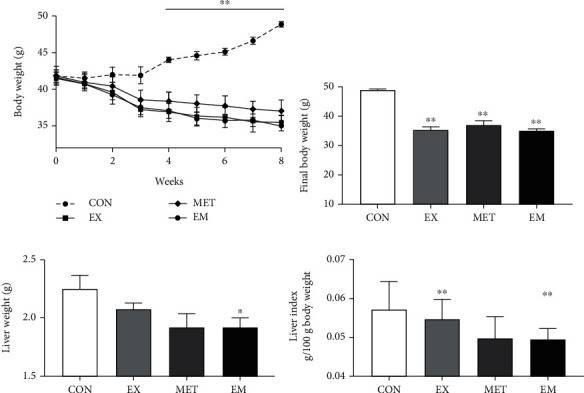 **
Body weight (g)
50
45
40
35
0 2 4 6 8
Weeks
CON
MET
EX
EM
Final body weight (g)
50
40
30
20
10
** ** **
CON EX MET EM
Liver weight (g)
2.5
2.0
1.5
*
CON EX MET EM
Liver index
g/100 g body weight
0.07
0.06
0.05
0.04
** **
CON EX MET EM